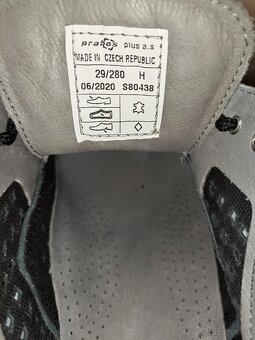 prabos plus a.s
MADE IN CZECH REPUBLIC
29/280 H
06/2020 S80438